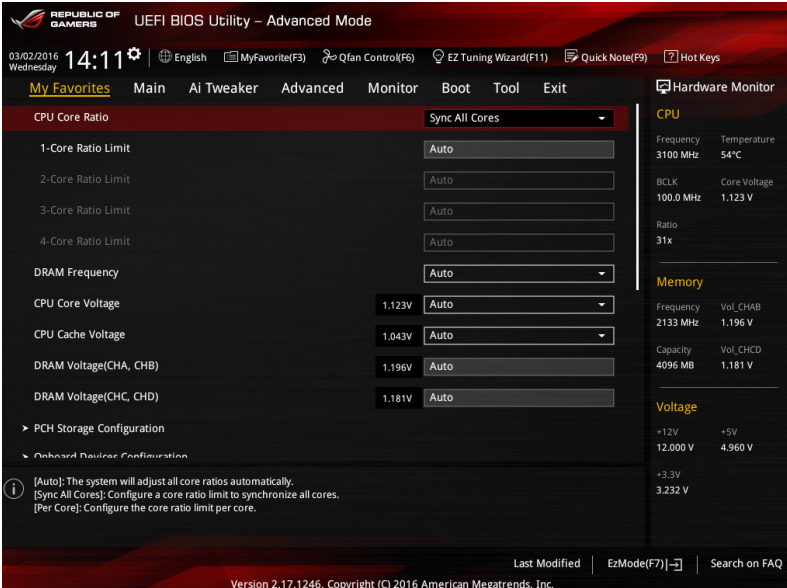 REPUBLIC OF
GAMERS
UEFI BIOS Utility – Advanced Mode
03/02/2016
Wednesday
14:11
English
MyFavorite(F3)
Qfan Control(F6)
EZ Tuning Wizard(F11)
Quick Note(F9)
? Hot Keys
My Favorites Main Ai Tweaker Advanced Monitor Boot Tool Exit
Hardware Monitor
CPU Core Ratio Sync All Cores
1-Core Ratio Limit Auto
2-Core Ratio Limit Auto
3-Core Ratio Limit Auto
4-Core Ratio Limit Auto
DRAM Frequency Auto
CPU Core Voltage 1.123V Auto
CPU Cache Voltage 1.043V Auto
DRAM Voltage(CHA, CHB) 1.196V Auto
DRAM Voltage(CHC, CHD) 1.181V Auto
> PCH Storage Configuration
> Onboard Devices Configuration
CPU
Frequency Temperature
3100 MHz 54°C
BCLK Core Voltage
100.0 MHz 1.123 V
Ratio
31x
Memory
Frequency Vol_CHAB
2133 MHz 1.196 V
Capacity Vol_CHCD
4096 MB 1.181 V
Voltage
+12V +5V
12.000 V 4.960 V
+3.3V
3.232 V
i
[Auto]: The system will adjust all core ratios automatically.
[Sync All Cores]: Configure a core ratio limit to synchronize all cores.
[Per Core]: Configure the core ratio limit per core.
Last Modified EzMode(F7) Search on FAQ
Version 2.17.1246. Copyright (C) 2016 American Megatrends, Inc.